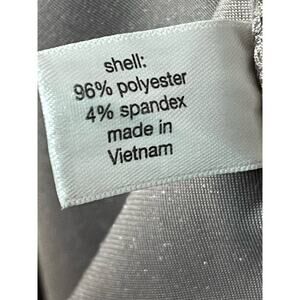 shell:
96% polyester
4% spandex
made in
Vietnam